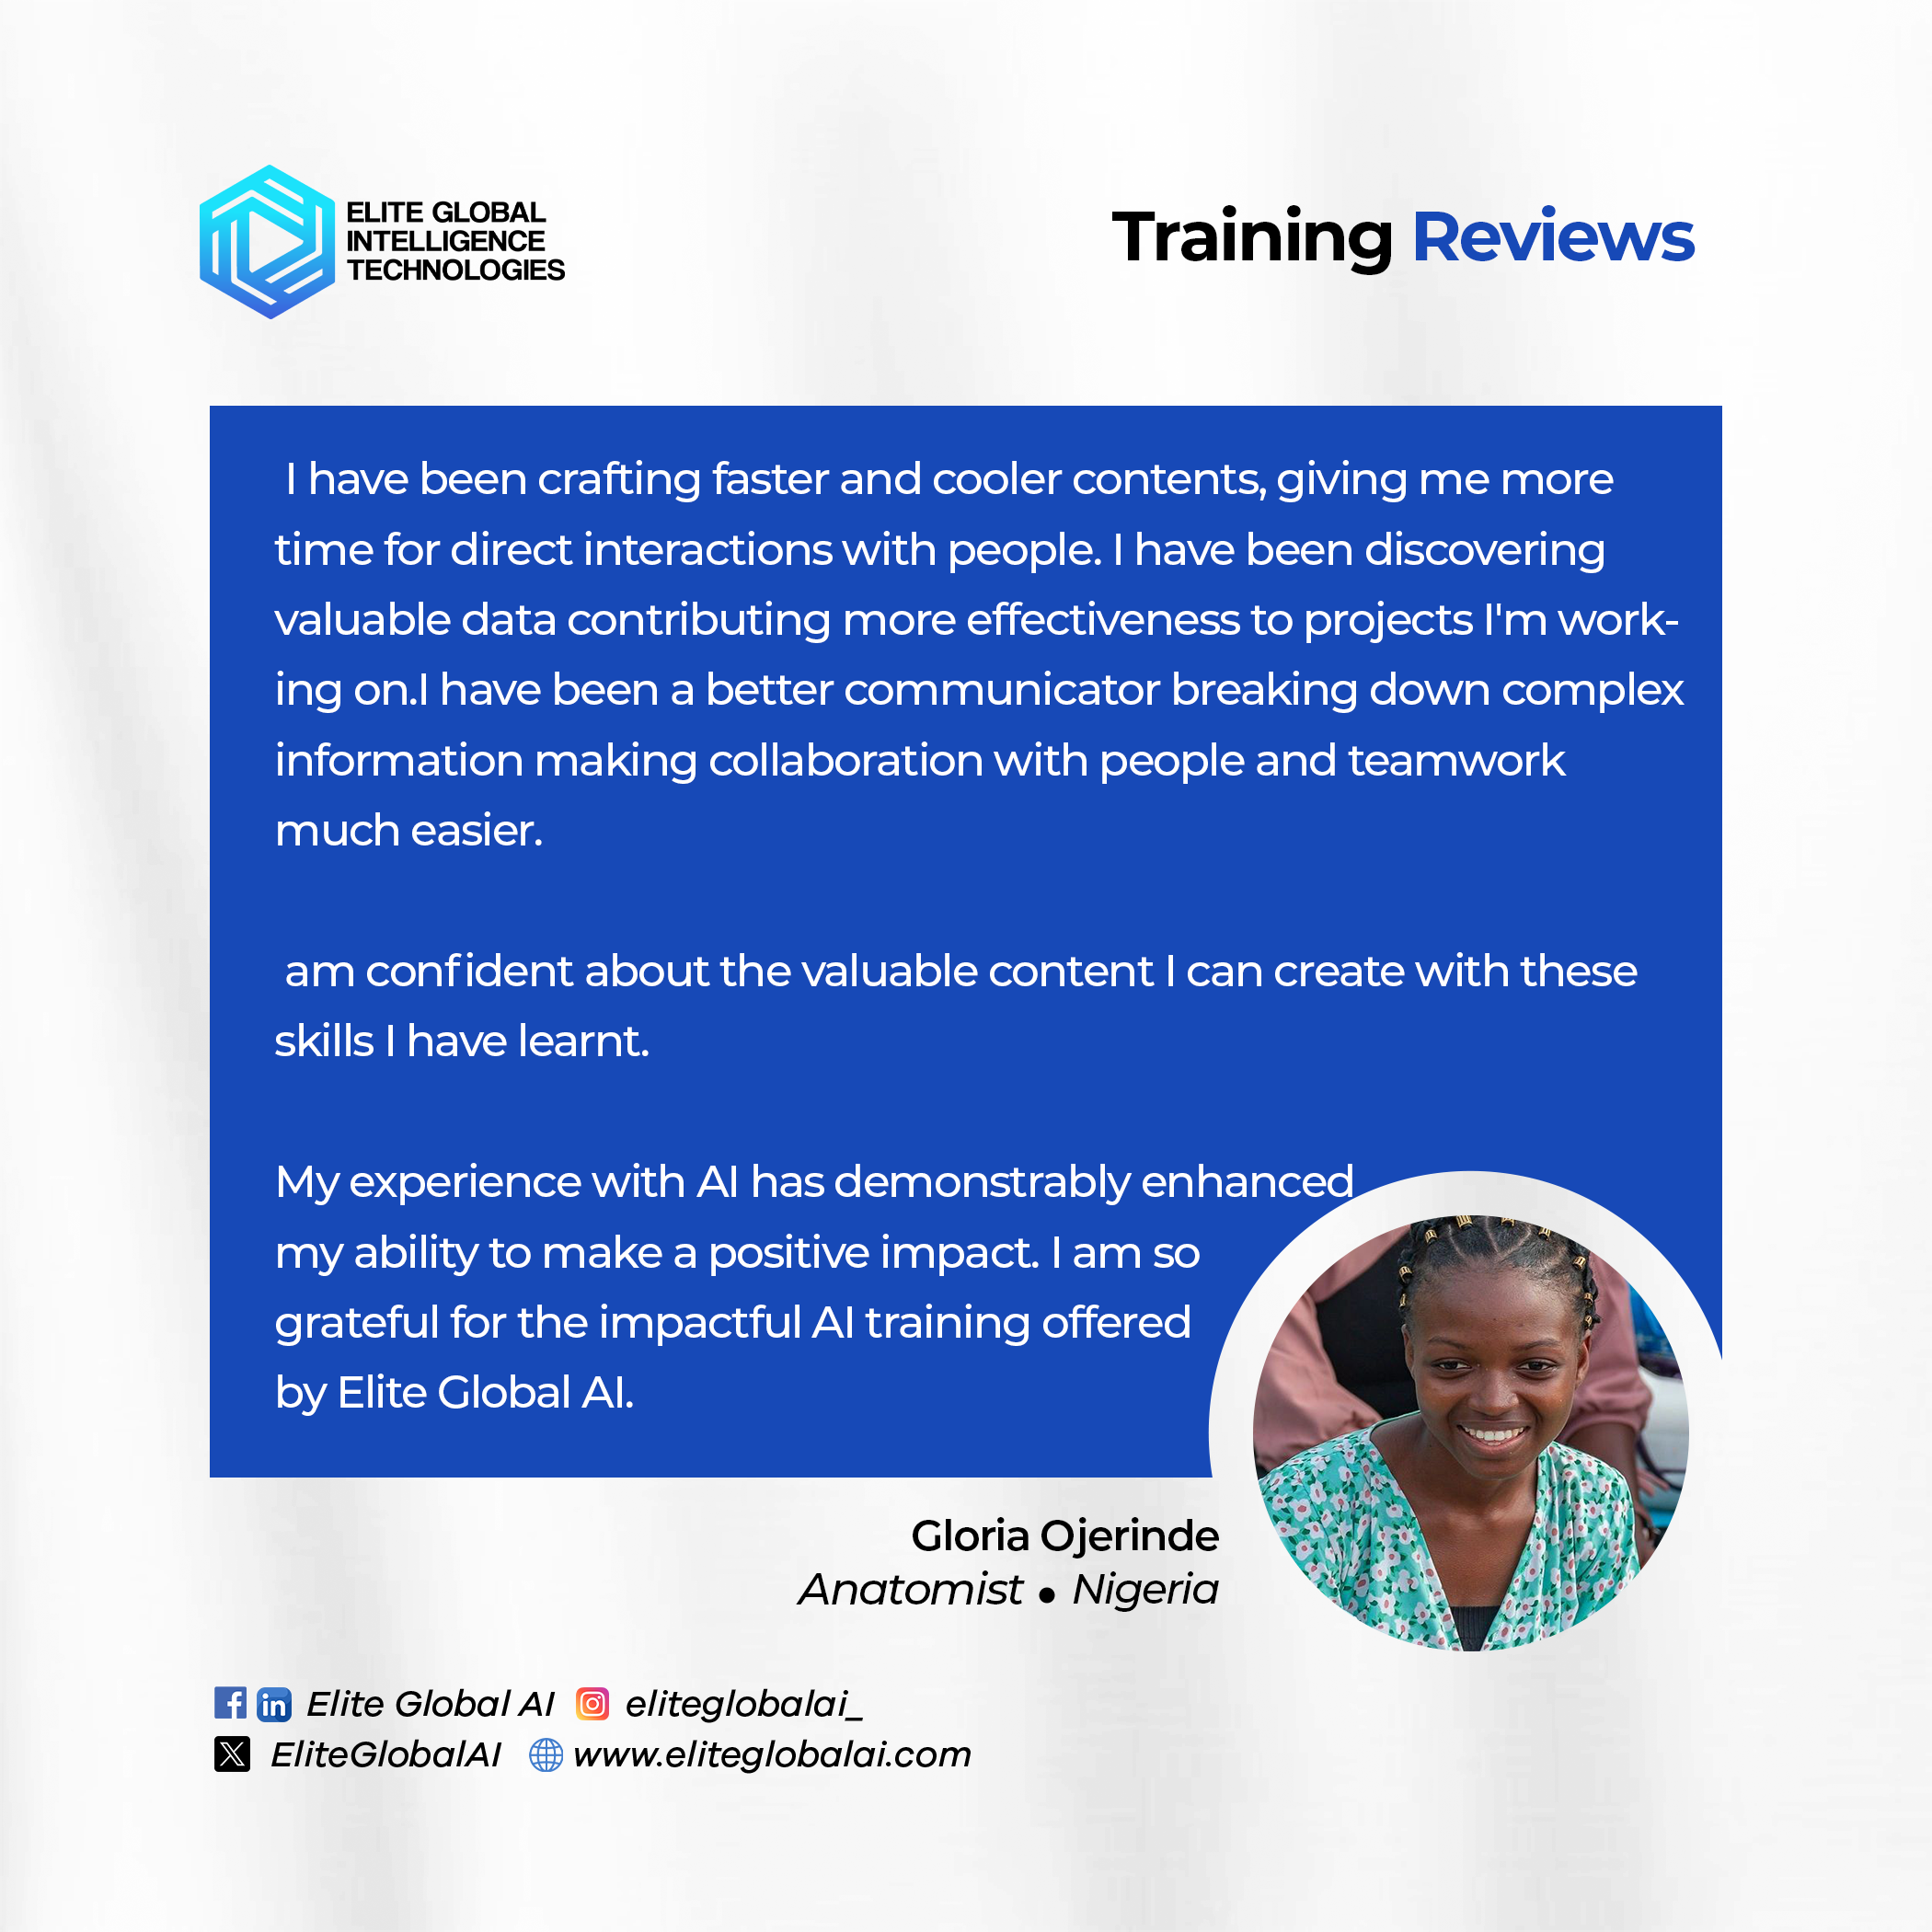 ELITE GLOBAL
INTELLIGENCE
TECHNOLOGIES
Training Reviews
I have been crafting faster and cooler contents, giving me more
time for direct interactions with people. I have been discovering
valuable data contributing more effectiveness to projects I'm work-
ing on.I have been a better communicator breaking down complex
information making collaboration with people and teamwork
much easier.
am confident about the valuable content I can create with these
skills I have learnt.
My experience with AI has demonstrably enhanced
my ability to make a positive impact. I am so
grateful for the impactful AI training offered
by Elite Global AI.
Gloria Ojerinde
Anatomist ● Nigeria
Elite Global AI eliteglobalai_
EliteGlobalAI www.eliteglobalai.com